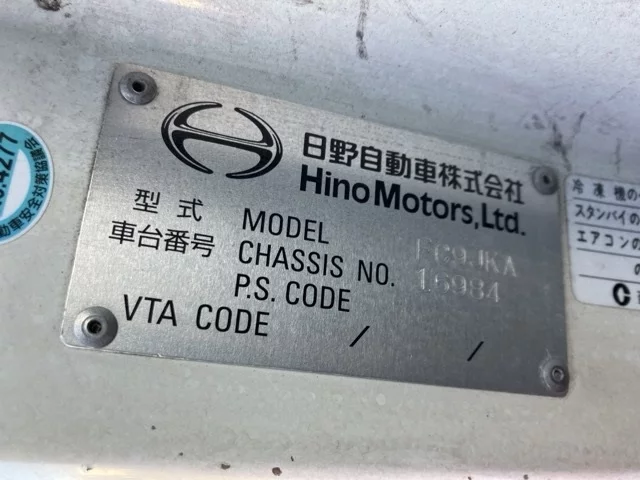 日野自動車株式会社
HinoMotors,Ltd.
型式 MODEL FC9JKA
車台番号 CHASSIS NO. 16984
P.S. CODE
VTA CODE / /
冷凍機の
スタンバイの
エアコンの
の